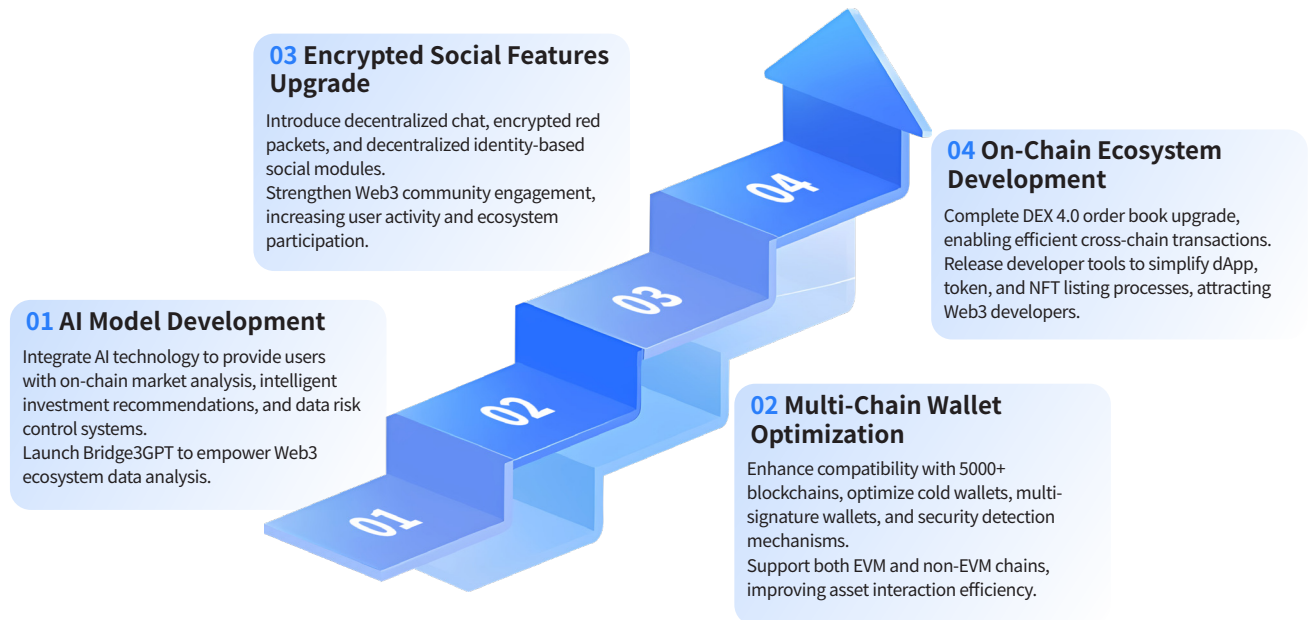 03 Encrypted Social Features
Upgrade
Introduce decentralized chat, encrypted red
packets, and decentralized identity-based
social modules.
Strengthen Web3 community engagement,
increasing user activity and ecosystem
participation.
04 On-Chain Ecosystem
Development
Complete DEX 4.0 order book upgrade,
enabling efficient cross-chain transactions.
Release developer tools to simplify dApp,
token, and NFT listing processes, attracting
Web3 developers.
01 AI Model Development
Integrate AI technology to provide users
with on-chain market analysis, intelligent
investment recommendations, and data risk
control systems.
Launch Bridge3GPT to empower Web3
ecosystem data analysis.
02 Multi-Chain Wallet
Optimization
Enhance compatibility with 5000+
blockchains, optimize cold wallets, multi-
signature wallets, and security detection
mechanisms.
Support both EVM and non-EVM chains,
improving asset interaction efficiency.
04
03
02
01